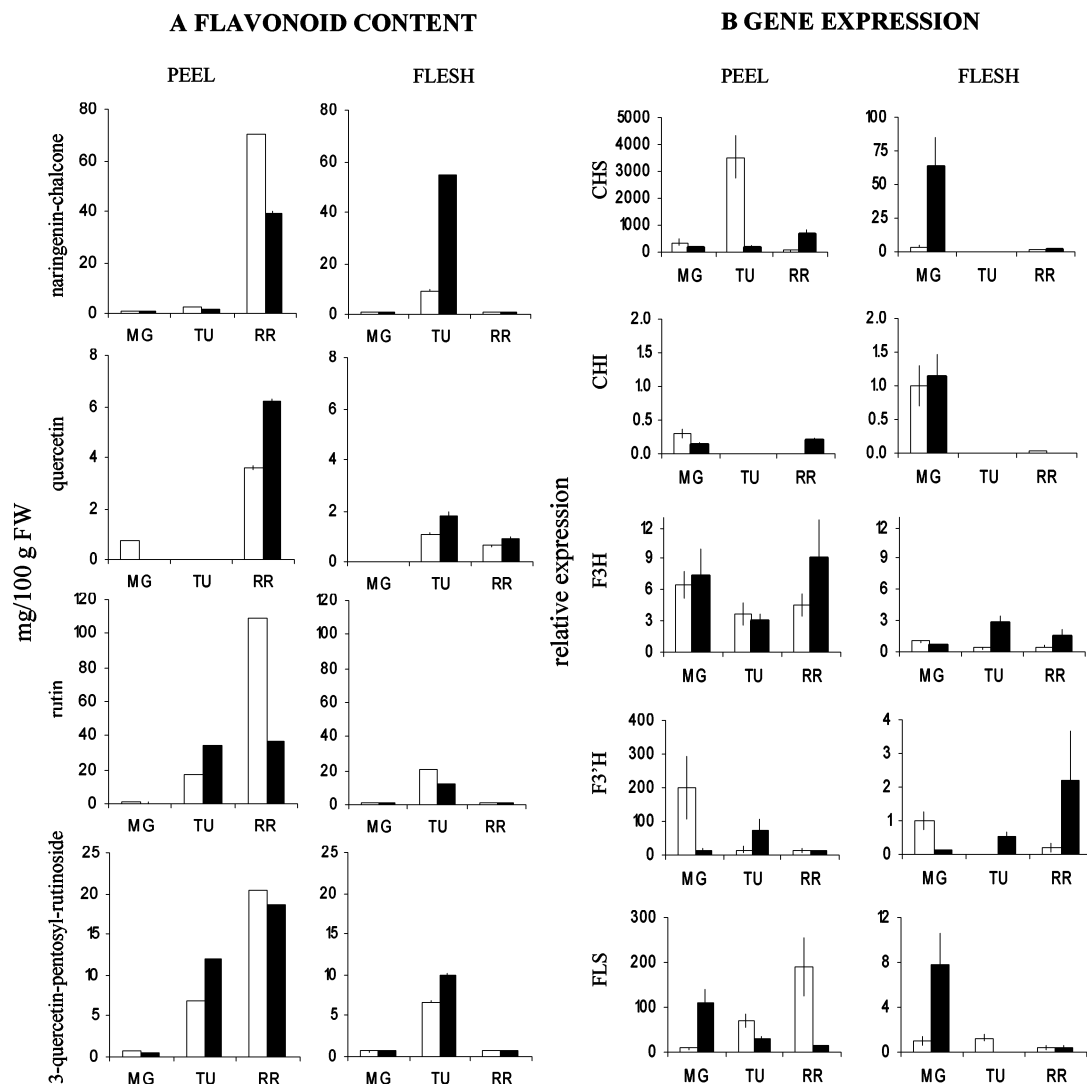 A FLAVONOID CONTENT
PEEL
FLESH
mg/100 g FW
naringenin-chalcone
80
60
40
20
0
MG TU RR
80
60
40
20
0
MG TU RR
quercetin
8
6
4
2
0
MG TU RR
8
6
4
2
0
MG TU RR
rutin
120
100
80
60
40
20
0
MG TU RR
120
100
80
60
40
20
0
MG TU RR
3-quercetin-pentosyl-rutinoside
25
20
15
10
5
0
MG TU RR
25
20
15
10
5
0
MG TU RR
B GENE EXPRESSION
PEEL
FLESH
relative expression
CHS
5000
4000
3000
2000
1000
0
MG TU RR
100
75
50
25
0
MG TU RR
CHI
2.0
1.5
1.0
0.5
0.0
MG TU RR
2.0
1.5
1.0
0.5
0.0
MG TU RR
F3H
12
9
6
3
0
MG TU RR
12
9
6
3
0
MG TU RR
F3'H
400
300
200
100
0
MG TU RR
4
3
2
1
0
MG TU RR
FLS
300
200
100
0
MG TU RR
12
8
4
0
MG TU RR